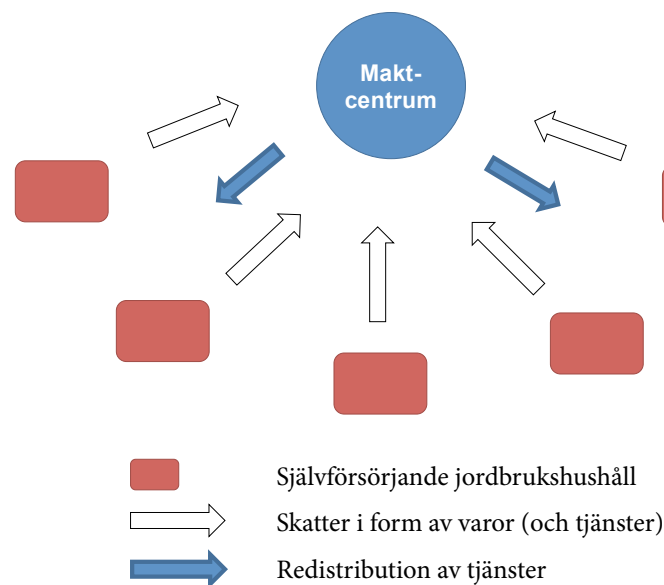 Makt-
centrum
Självförsörjande jordbrukshushåll
Skatter i form av varor (och tjänster)
Redistribution av tjänster